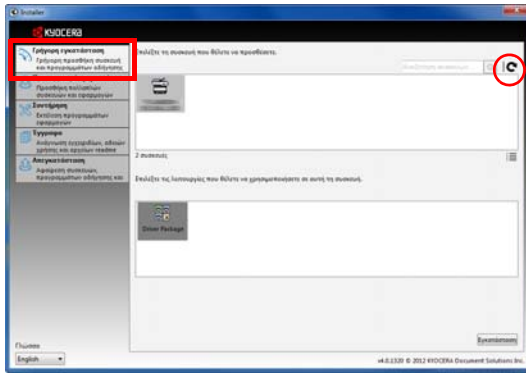 Installer
KYOCERA
Γρήγορη εγκατάσταση
Γρήγορη προσθήκη συσκευή
και προγραμμάτων οδήγησης
Προσθήκη πολλαπλών
συσκευών και εφαρμογών
Συντήρηση
Εκτέλεση προγραμμάτων
εφαρμογών
Έγγραφα
Ανάγνωση εγχειριδίων, αδειών
χρήσης και αρχείων readme
Απεγκατάσταση
Αφαίρεση συσκευών,
προγραμμάτων οδήγησης και
Επιλέξτε τη συσκευή που θέλετε να προσθέσετε.
Αναζήτηση συσκευών
2 συσκευές
Επιλέξτε τις λειτουργίες που θέλετε να χρησιμοποιήσετε σε αυτή τη συσκευή.
Driver Package
Εγκατάσταση
Γλώσσα
English
v4.0.1320 © 2012 KYOCERA Document Solutions Inc.